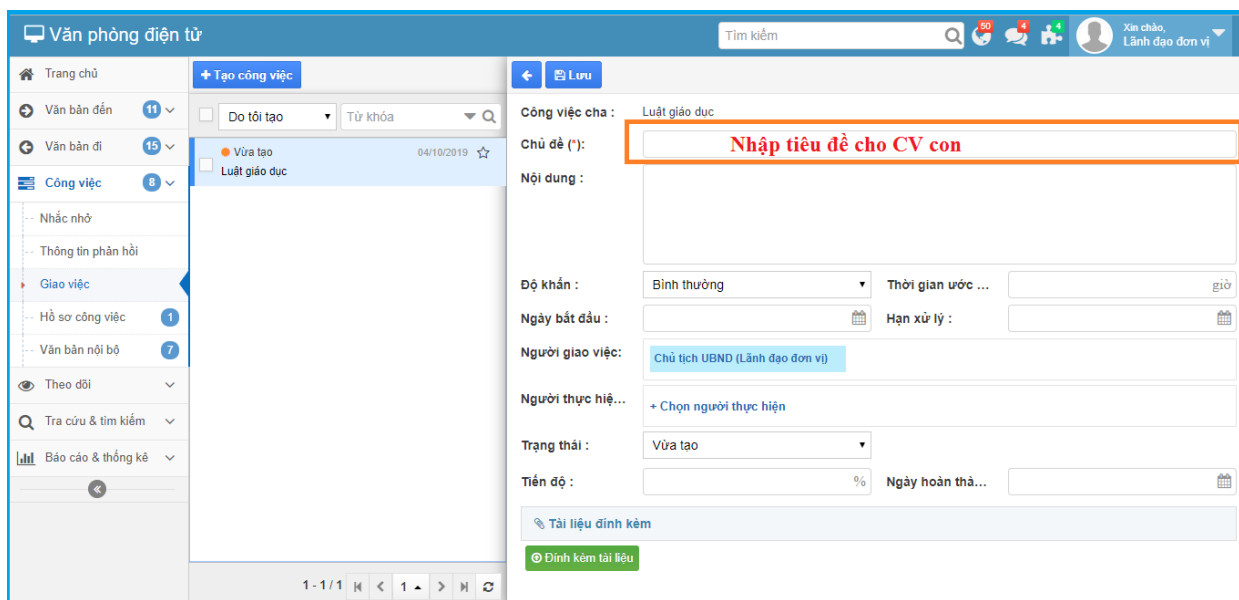 Văn phòng điện tử
Tìm kiếm
50
4
4
Xin chào,
Lãnh đạo đơn vị
Trang chủ
Văn bản đến 11
Văn bản đi 15
Công việc 8
Nhắc nhở
Thông tin phản hồi
Giao việc
Hồ sơ công việc 1
Văn bản nội bộ 7
Theo dõi
Tra cứu & tìm kiếm
Báo cáo & thống kê
+ Tạo công việc
Do tôi tạo
Từ khóa
Vừa tạo 04/10/2019
Luật giáo dục
1 - 1 / 1 1
Lưu
Công việc cha : Luật giáo dục
Chủ đề (*): Nhập tiêu đề cho CV con
Nội dung :
Độ khẩn : Bình thường Thời gian ước ... giờ
Ngày bắt đầu : Hạn xử lý :
Người giao việc: Chủ tịch UBND (Lãnh đạo đơn vị)
Người thực hiệ... + Chọn người thực hiện
Trạng thái : Vừa tạo
Tiến độ : % Ngày hoàn thà...
Tài liệu đính kèm
Đính kèm tài liệu